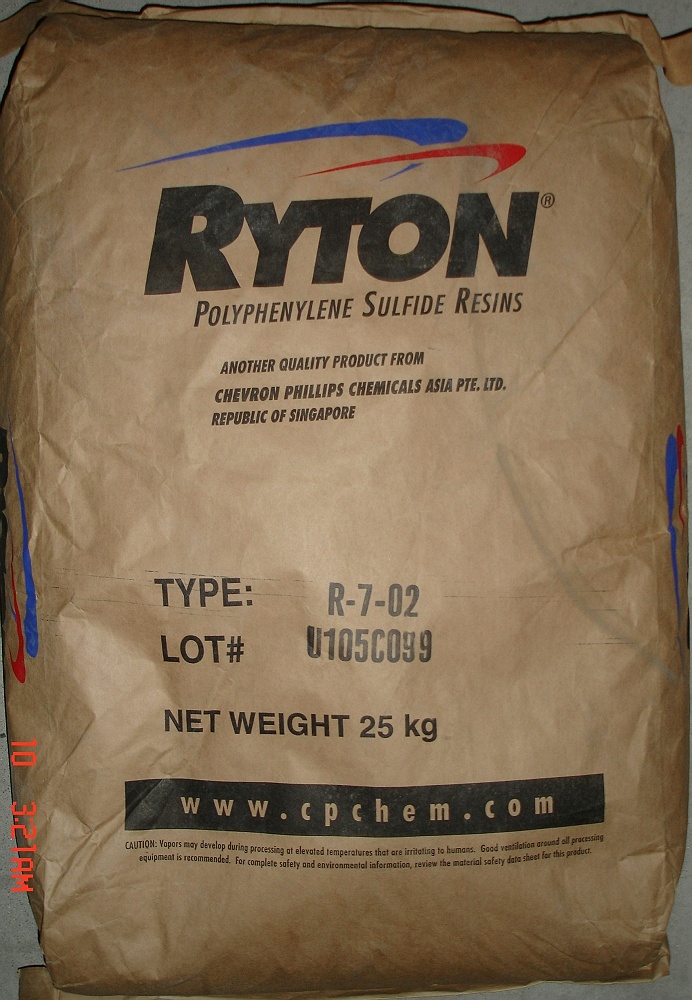 RYTON®
POLYPHENYLENE SULFIDE RESINS
ANOTHER QUALITY PRODUCT FROM
CHEVRON PHILLIPS CHEMICALS ASIA PTE. LTD.
REPUBLIC OF SINGAPORE
TYPE: R-7-02
LOT# U105C099
NET WEIGHT 25 kg
www.cpchem.com
CAUTION: Vapors may develop during processing at elevated temperatures that are irritating to humans. Good ventilation around all processing
equipment is recommended. For complete safety and environmental information, review the material safety data sheet for this product.
10 3:21AM